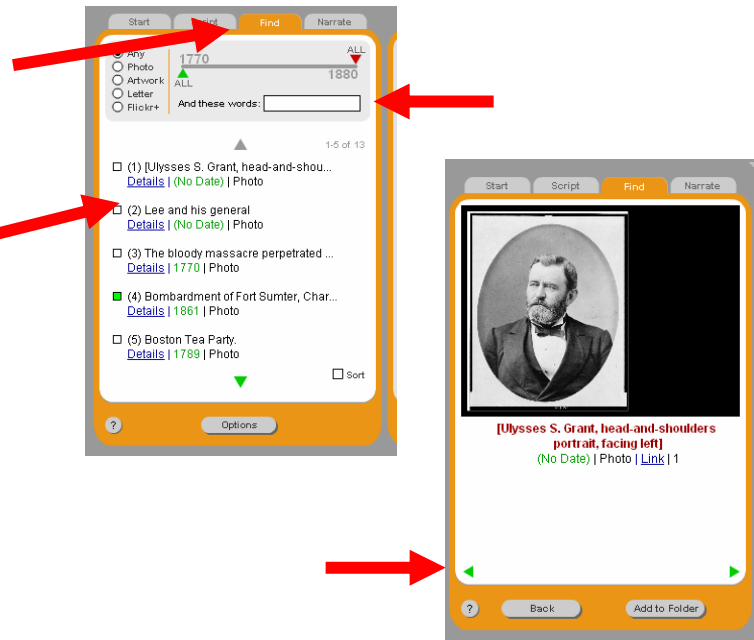 Start Script Find Narrate
Any
Photo
Artwork
Letter
Flickr+
1770
ALL
ALL
1880
And these words:
1-5 of 13
(1) [Ulysses S. Grant, head-and-shou...
Details | (No Date) | Photo
(2) Lee and his general
Details | (No Date) | Photo
(3) The bloody massacre perpetrated ...
Details | 1770 | Photo
(4) Bombardment of Fort Sumter, Char...
Details | 1861 | Photo
(5) Boston Tea Party.
Details | 1789 | Photo
Sort
? Options
Start Script Find Narrate
[Ulysses S. Grant, head-and-shoulders
portrait, facing left]
(No Date) | Photo | Link | 1
? Back Add to Folder